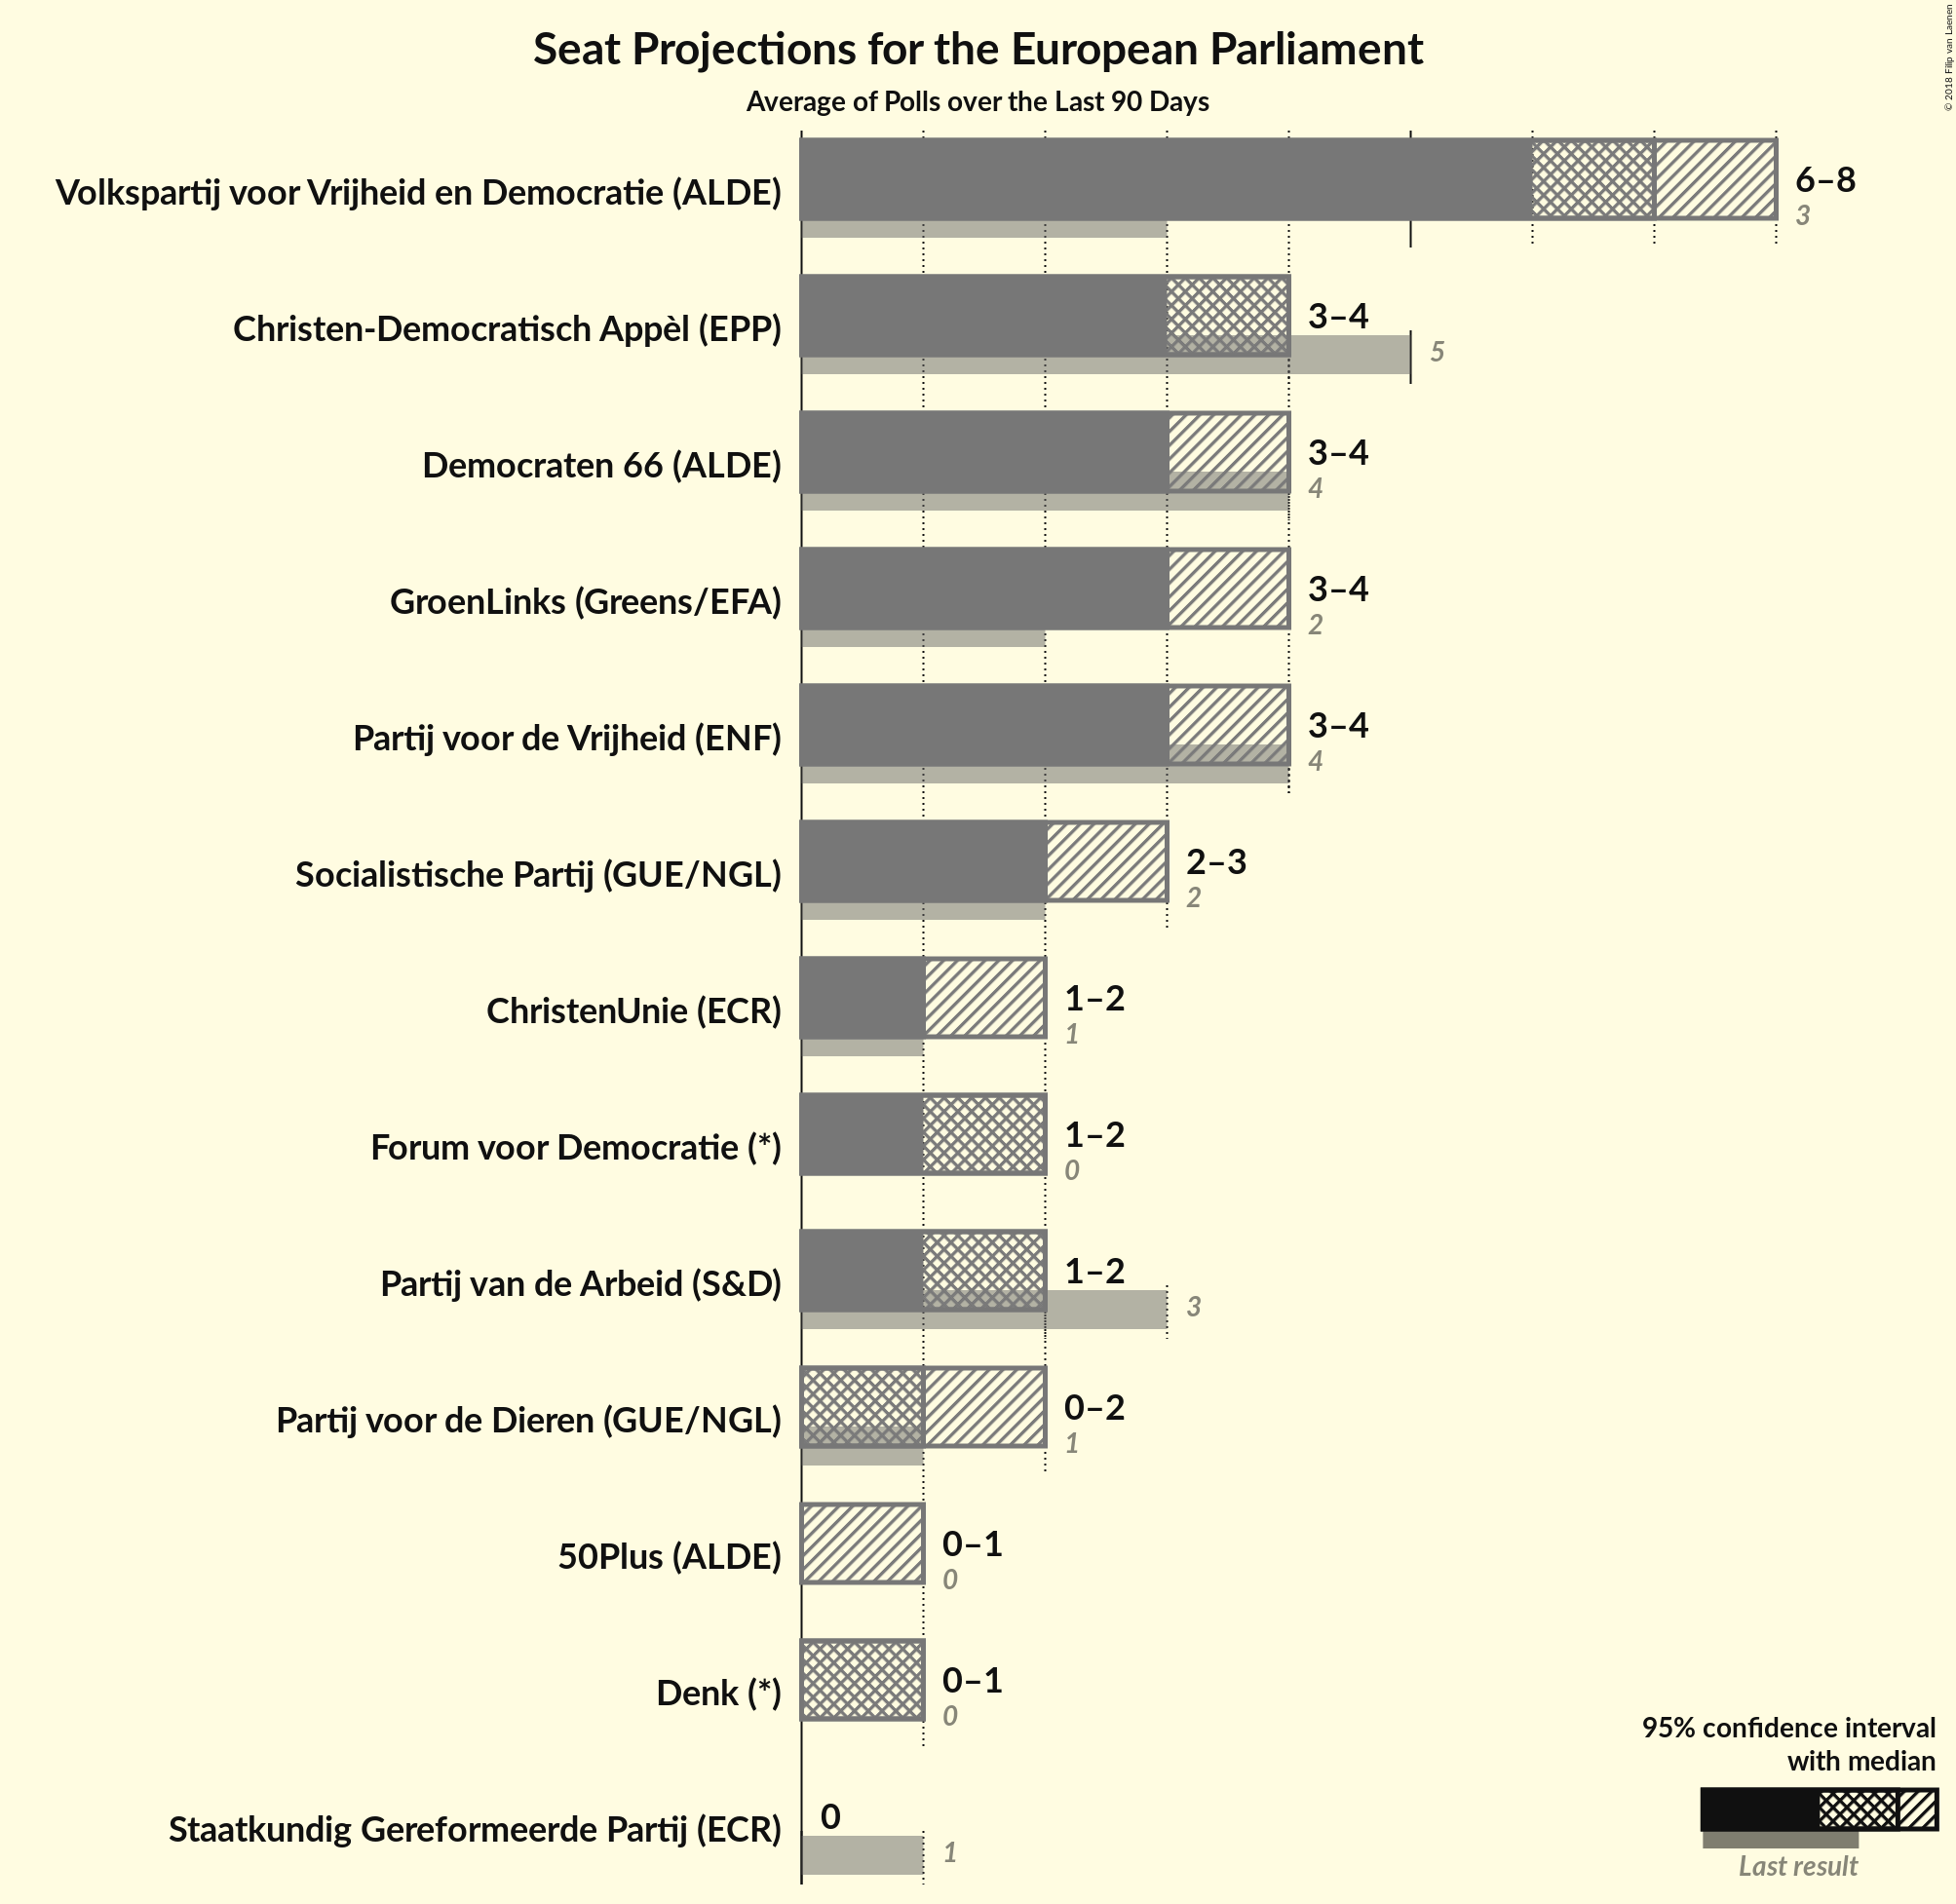 Seat Projections for the European Parliament
Average of Polls over the Last 90 Days
© 2018 Filip van Laenen
Volkspartij voor Vrijheid en Democratie (ALDE)
6–8
3
Christen-Democratisch Appèl (EPP)
3–4
5
Democraten 66 (ALDE)
3–4
4
GroenLinks (Greens/EFA)
3–4
2
Partij voor de Vrijheid (ENF)
3–4
4
Socialistische Partij (GUE/NGL)
2–3
2
ChristenUnie (ECR)
1–2
1
Forum voor Democratie (*)
1–2
0
Partij van de Arbeid (S&D)
1–2
3
Partij voor de Dieren (GUE/NGL)
0–2
1
50Plus (ALDE)
0–1
0
Denk (*)
0–1
0
Staatkundig Gereformeerde Partij (ECR)
0
1
95% confidence interval
with median
Last result